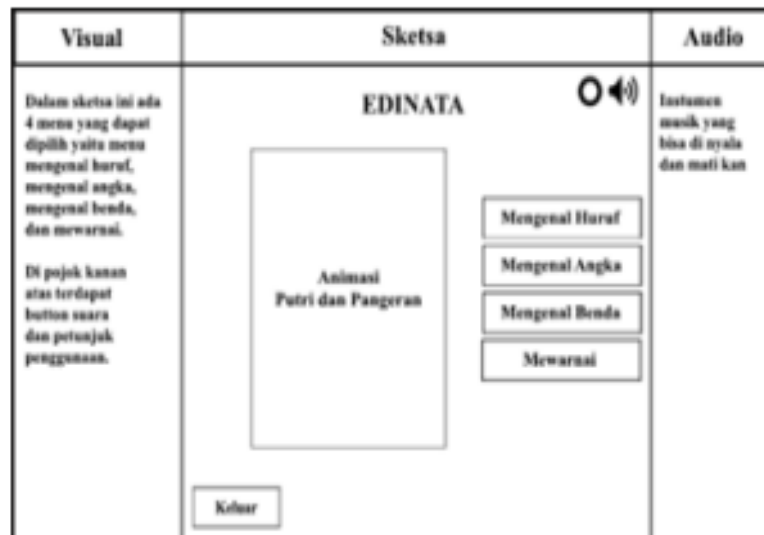 Visual
Sketsa
Audio
Dalam sketsa ini ada
4 menu yang dapat
dipilih yaitu menu
mengenal huruf,
mengenal angka,
mengenal benda,
dan mewarnai.
Di pojok kanan
atas terdapat
button suara
dan petunjuk
penggunaan.
EDINATA
Animasi
Putri dan Pangeran
Mengenal Huruf
Mengenal Angka
Mengenal Benda
Mewarnai
Keluar
Instumen
musik yang
bisa di nyala
dan mati kan